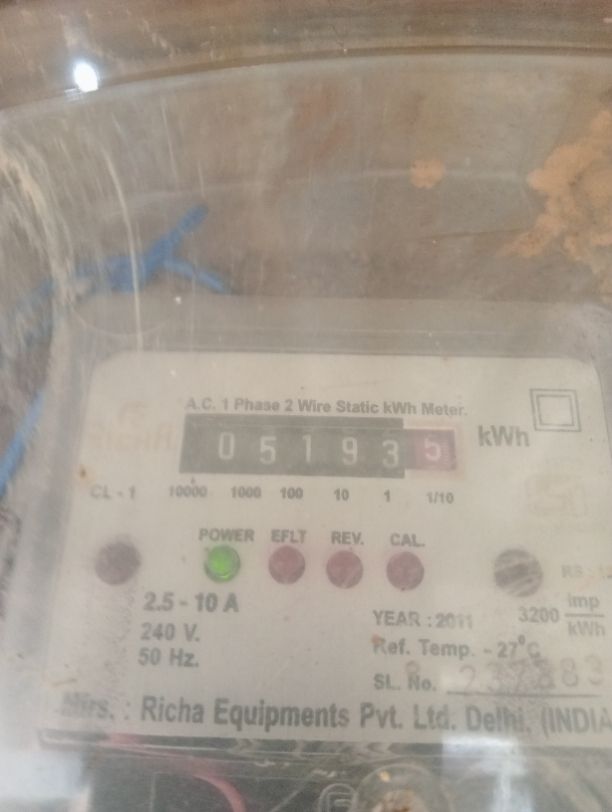 A.C. 1 Phase 2 Wire Static kWh Meter.
0 5 1 9 3 5 kWh
CL - 1 10000 1000 100 10 1 1/10
POWER EFLT REV. CAL.
2.5 - 10 A
240 V.
50 Hz.
YEAR : 2011
3200 imp/kWh
Ref. Temp. - 27°C
SL. No.
Mfrs. : Richa Equipments Pvt. Ltd. Delhi. (INDIA